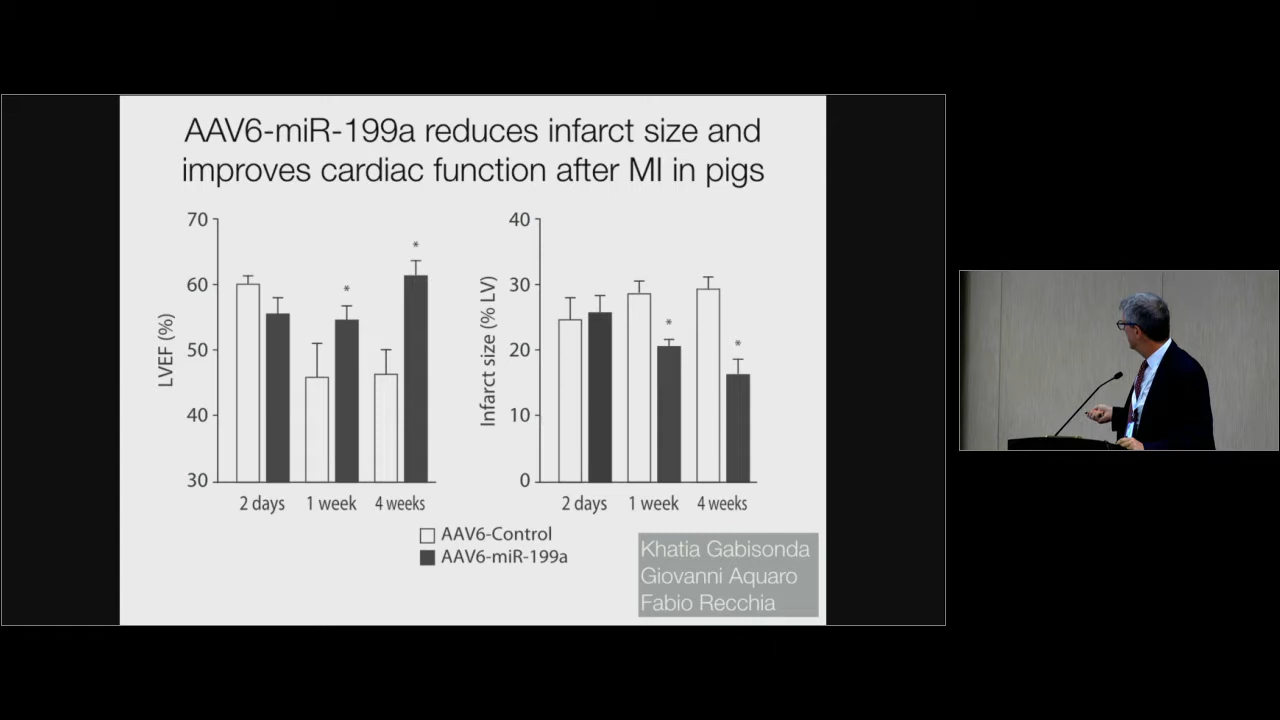 AAV6-miR-199a reduces infarct size and
improves cardiac function after MI in pigs
LVEF (%)
70
60
50
40
30
*
*
2 days
1 week
4 weeks
Infarct size (% LV)
40
30
20
10
0
*
*
2 days
1 week
4 weeks
AAV6-Control
AAV6-miR-199a
Khatia Gabisonda
Giovanni Aquaro
Fabio Recchia